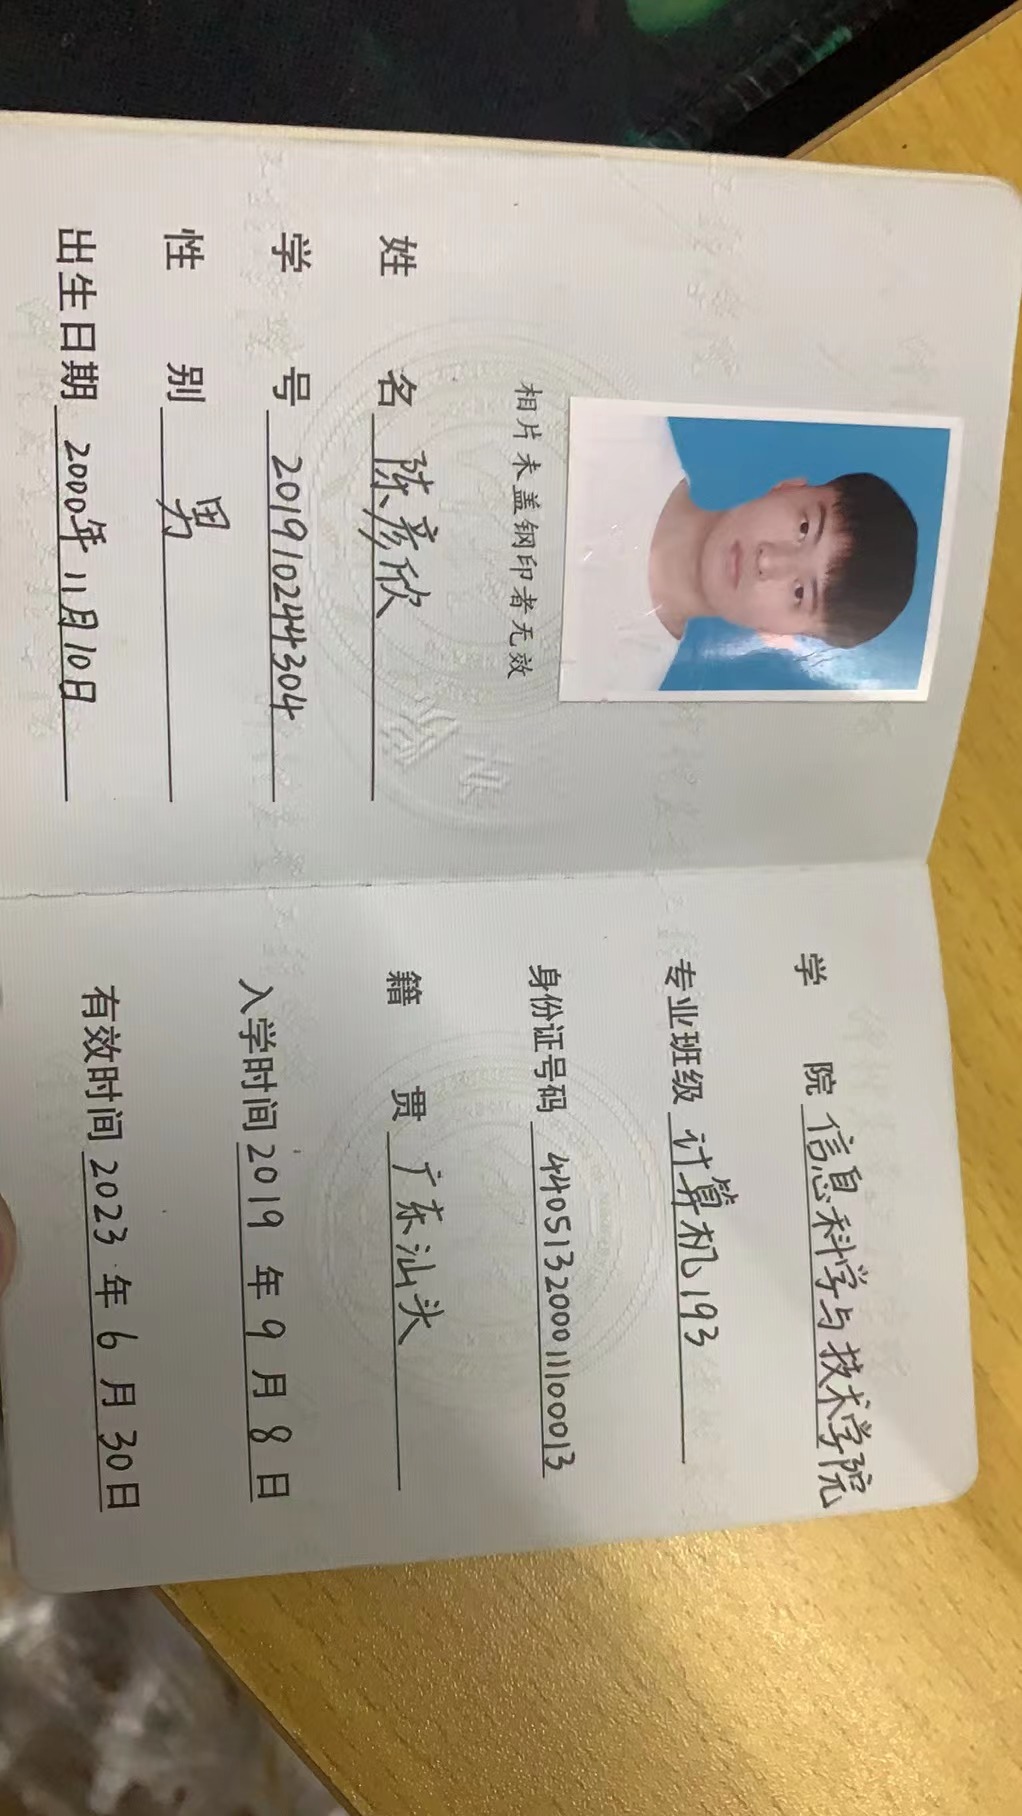 相片未盖钢印者无效
姓 名 陈彦欣
学 号 201910244304
性 别 男
出生日期 2000年11月10日
学 院 信息科学与技术学院
专业班级 计算机193
身份证号码 440513200011100013
籍 贯 广东汕头
入学时间 2019 年 9 月 8 日
有效时间 2023 年 6 月 30 日